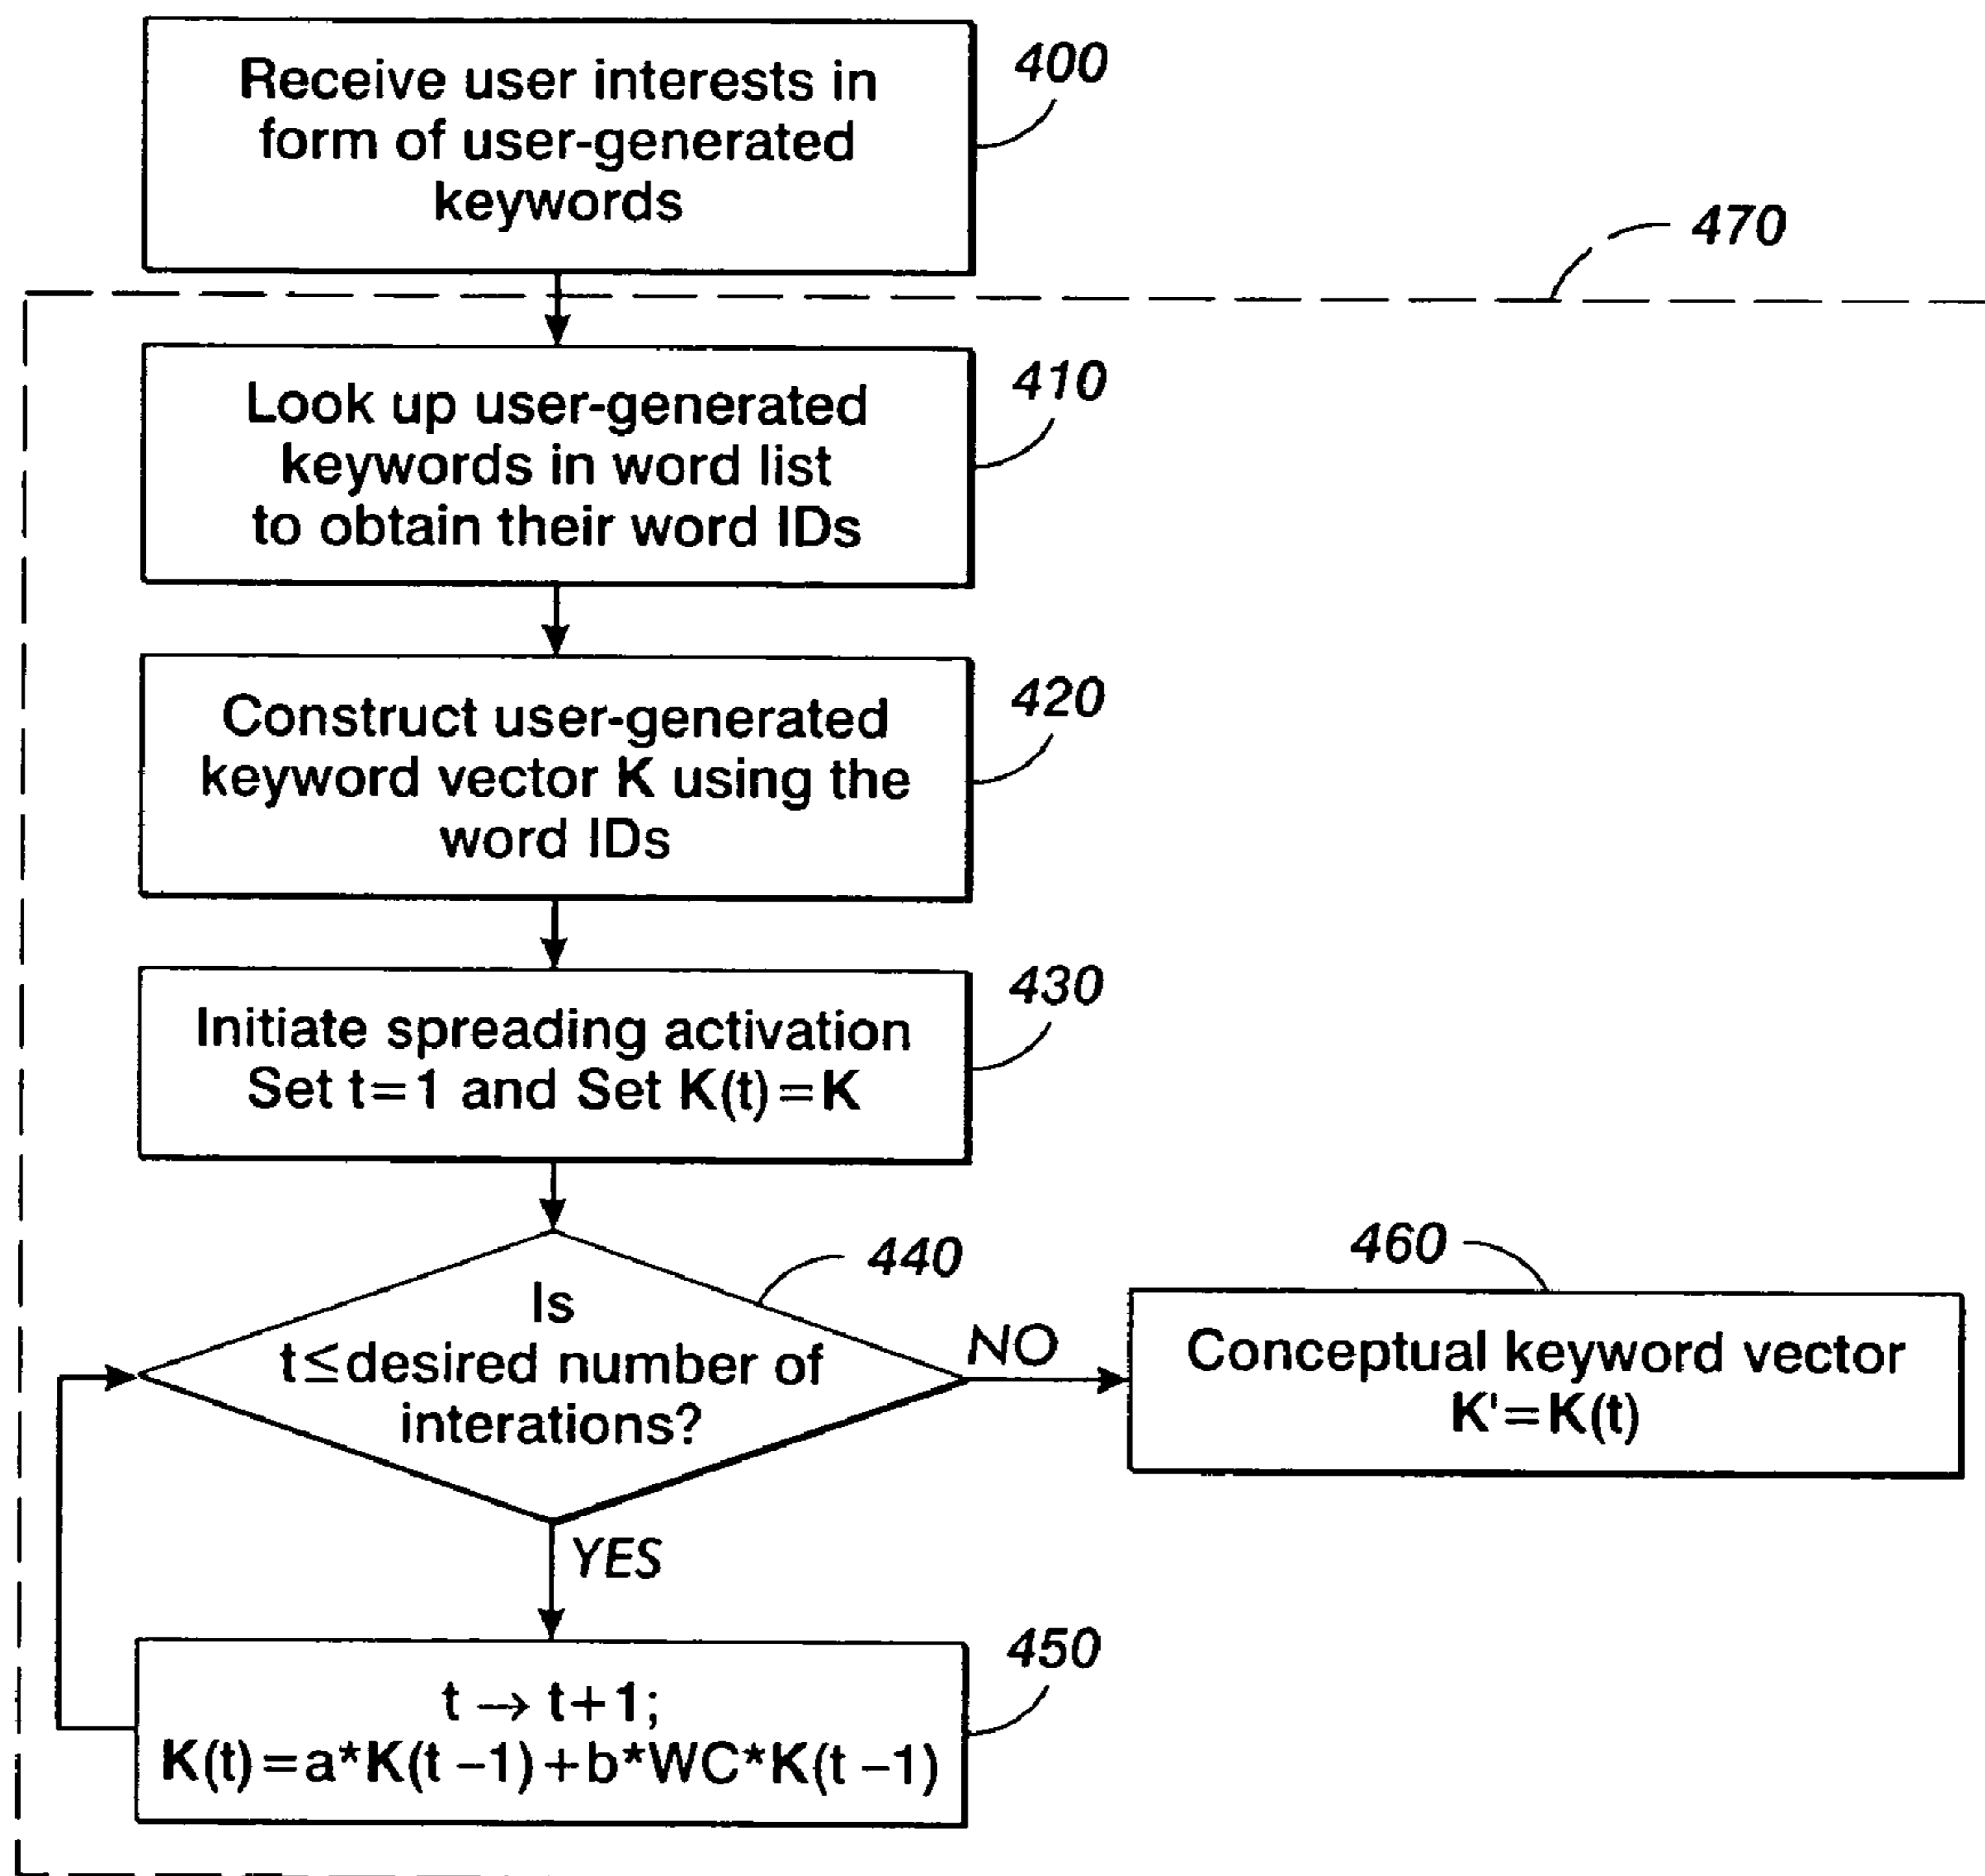 Receive user interests in
form of user-generated
keywords
400
470
Look up user-generated
keywords in word list
to obtain their word IDs
410
Construct user-generated
keyword vector K using the
word IDs
420
Initiate spreading activation
Set t=1 and Set K(t)=K
430
Is
t≤desired number of
interations?
440
NO
460
Conceptual keyword vector
K'=K(t)
YES
t → t+1;
K(t)=a*K(t –1)+b*WC*K(t –1)
450